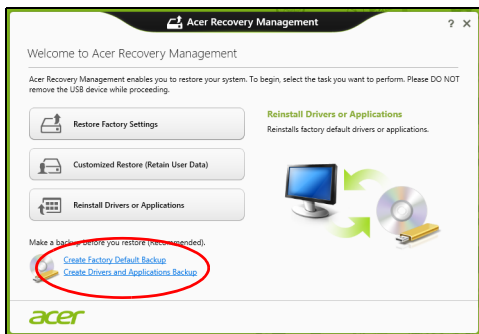 Acer Recovery Management
? ×
Welcome to Acer Recovery Management
Acer Recovery Management enables you to restore your system. To begin, select the task you want to perform. Please DO NOT
remove the USB device while proceeding.
Restore Factory Settings
Customized Restore (Retain User Data)
Reinstall Drivers or Applications
Reinstall Drivers or Applications
Reinstalls factory default drivers or applications.
Make a backup before you restore (Recommended).
Create Factory Default Backup
Create Drivers and Applications Backup
acer